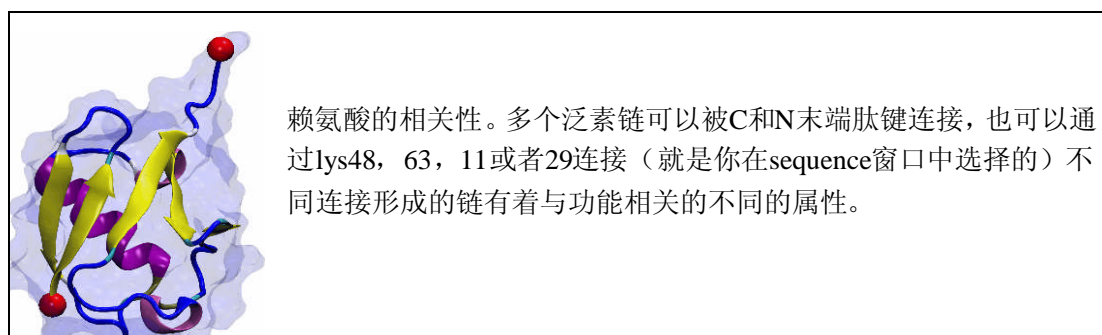 赖氨酸的相关性。多个泛素链可以被C和N末端肽键连接，也可以通
过lys48，63，11或者29连接（就是你在sequence窗口中选择的）不
同连接形成的链有着与功能相关的不同的属性。